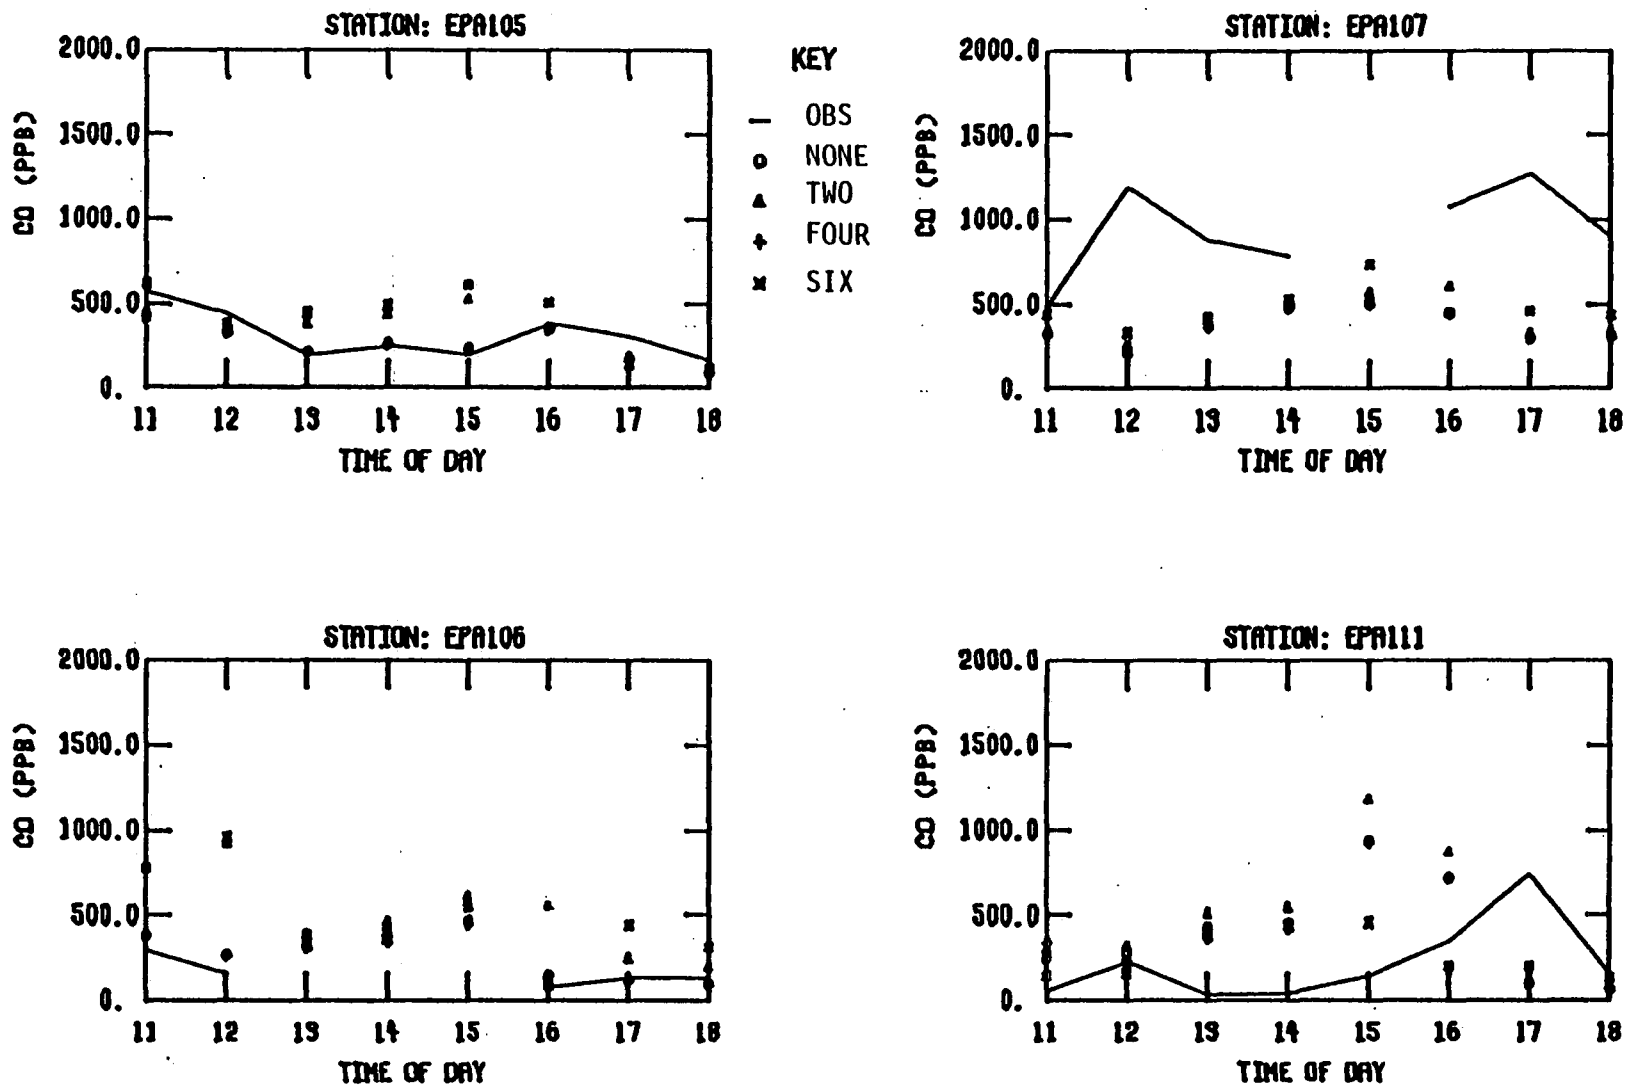 STATION: EPA105
2000.0
1500.0
1000.0
500.0
0.
CO (PPB)
11 12 13 14 15 16 17 18
TIME OF DAY
KEY
OBS
NONE
TWO
FOUR
SIX
STATION: EPA107
2000.0
1500.0
1000.0
500.0
0.
CO (PPB)
11 12 13 14 15 16 17 18
TIME OF DAY
STATION: EPA106
2000.0
1500.0
1000.0
500.0
0.
CO (PPB)
11 12 13 14 15 16 17 18
TIME OF DAY
STATION: EPA111
2000.0
1500.0
1000.0
500.0
0.
CO (PPB)
11 12 13 14 15 16 17 18
TIME OF DAY